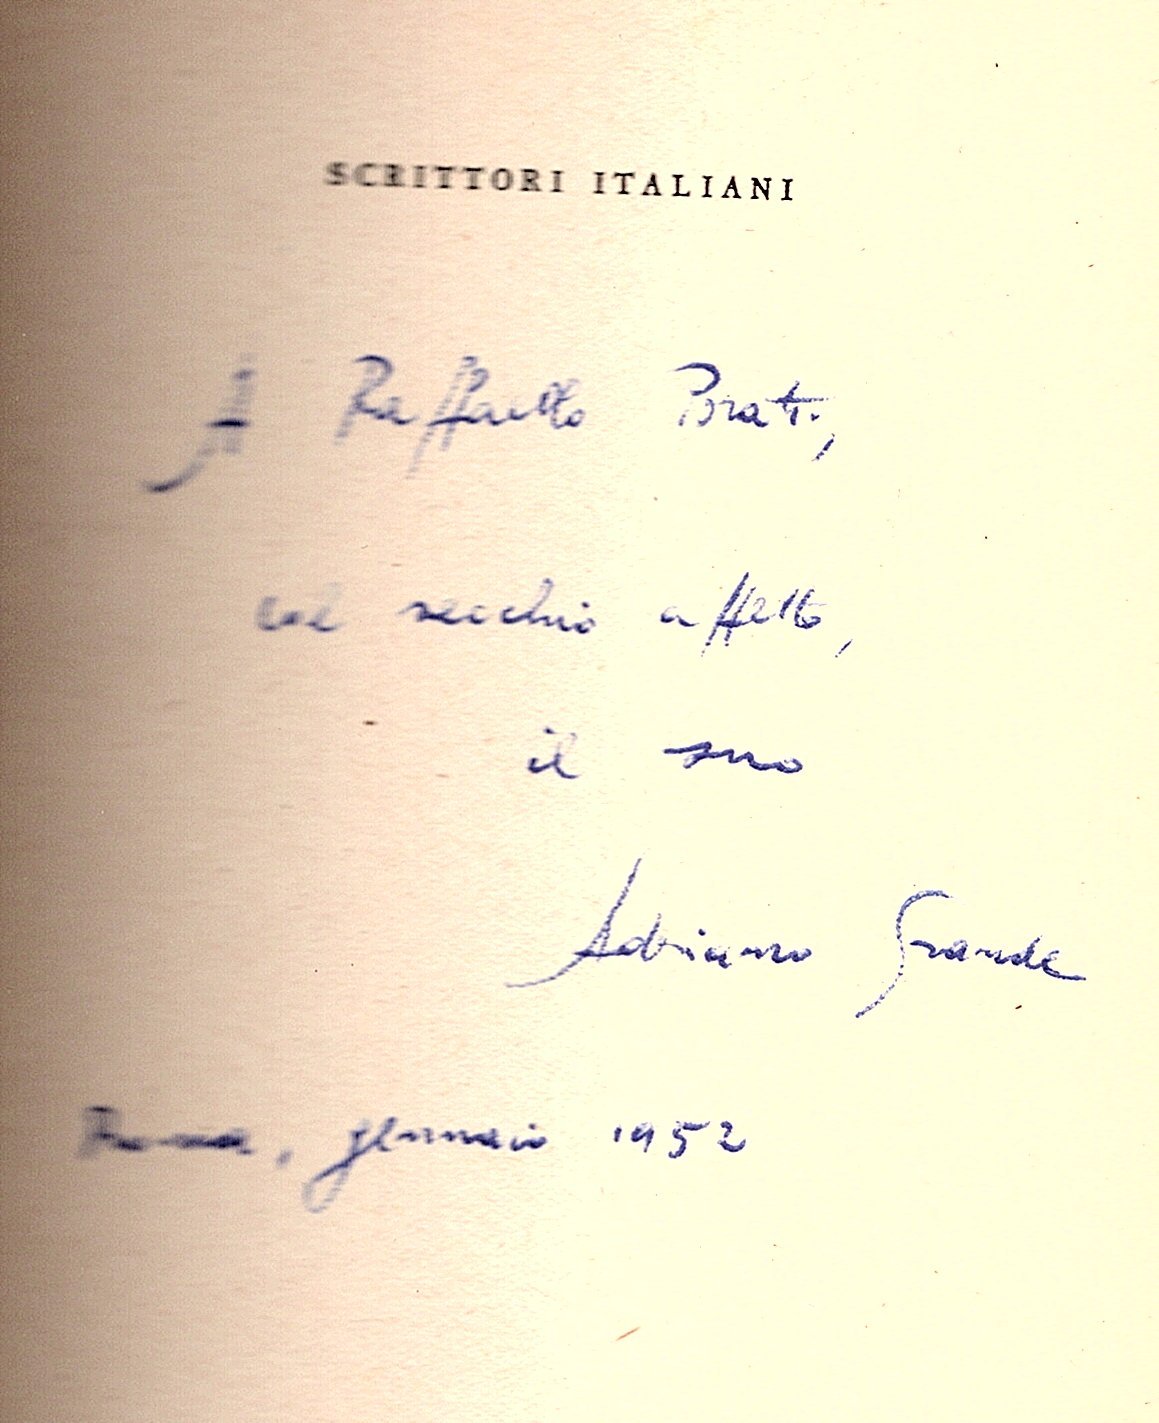 SCRITTORI ITALIANI
A Raffaello Prati,
col vecchio affetto,
il suo
Adriano Grande
Roma, gennaio 1952